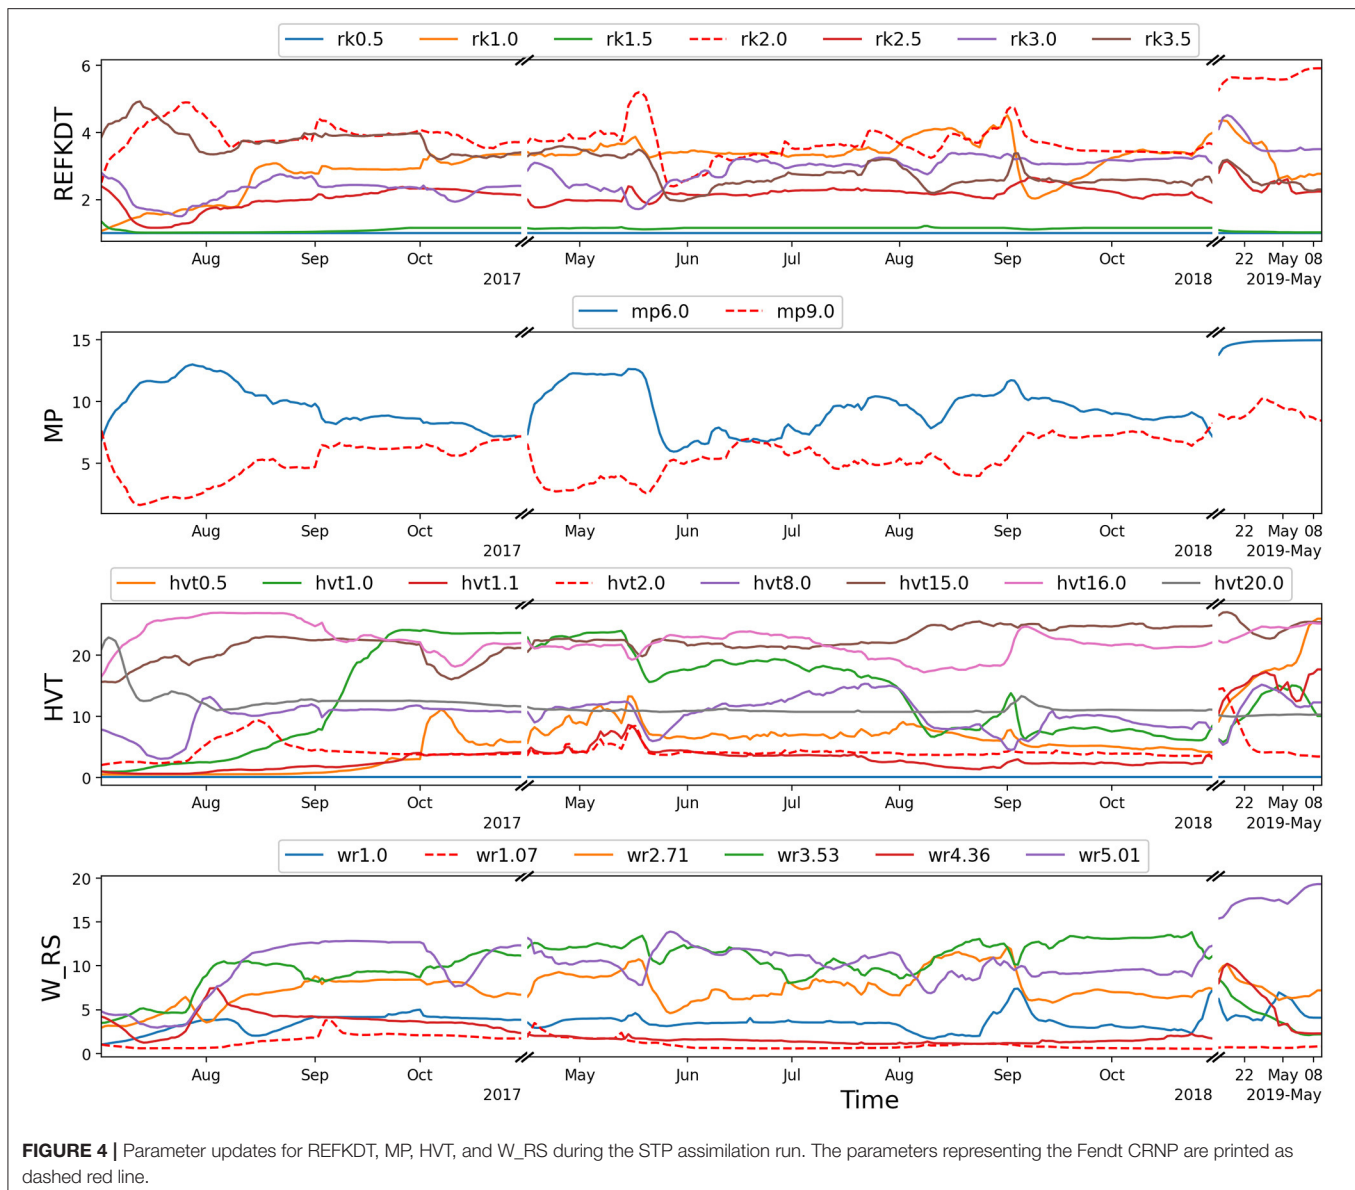 rk0.5 rk1.0 rk1.5 rk2.0 rk2.5 rk3.0 rk3.5
6
4
2
REFKDT
Aug Sep Oct May Jun Jul Aug Sep Oct 22 May 08
2017 2018 2019-May
mp6.0 mp9.0
15
10
5
MP
Aug Sep Oct May Jun Jul Aug Sep Oct 22 May 08
2017 2018 2019-May
hvt0.5 hvt1.0 hvt1.1 hvt2.0 hvt8.0 hvt15.0 hvt16.0 hvt20.0
20
10
0
HVT
Aug Sep Oct May Jun Jul Aug Sep Oct 22 May 08
2017 2018 2019-May
wr1.0 wr1.07 wr2.71 wr3.53 wr4.36 wr5.01
20
15
10
5
0
W_RS
Aug Sep Oct May Jun Jul Aug Sep Oct 22 May 08
2017 Time 2018 2019-May
FIGURE 4 | Parameter updates for REFKDT, MP, HVT, and W_RS during the STP assimilation run. The parameters representing the Fendt CRNP are printed as
dashed red line.